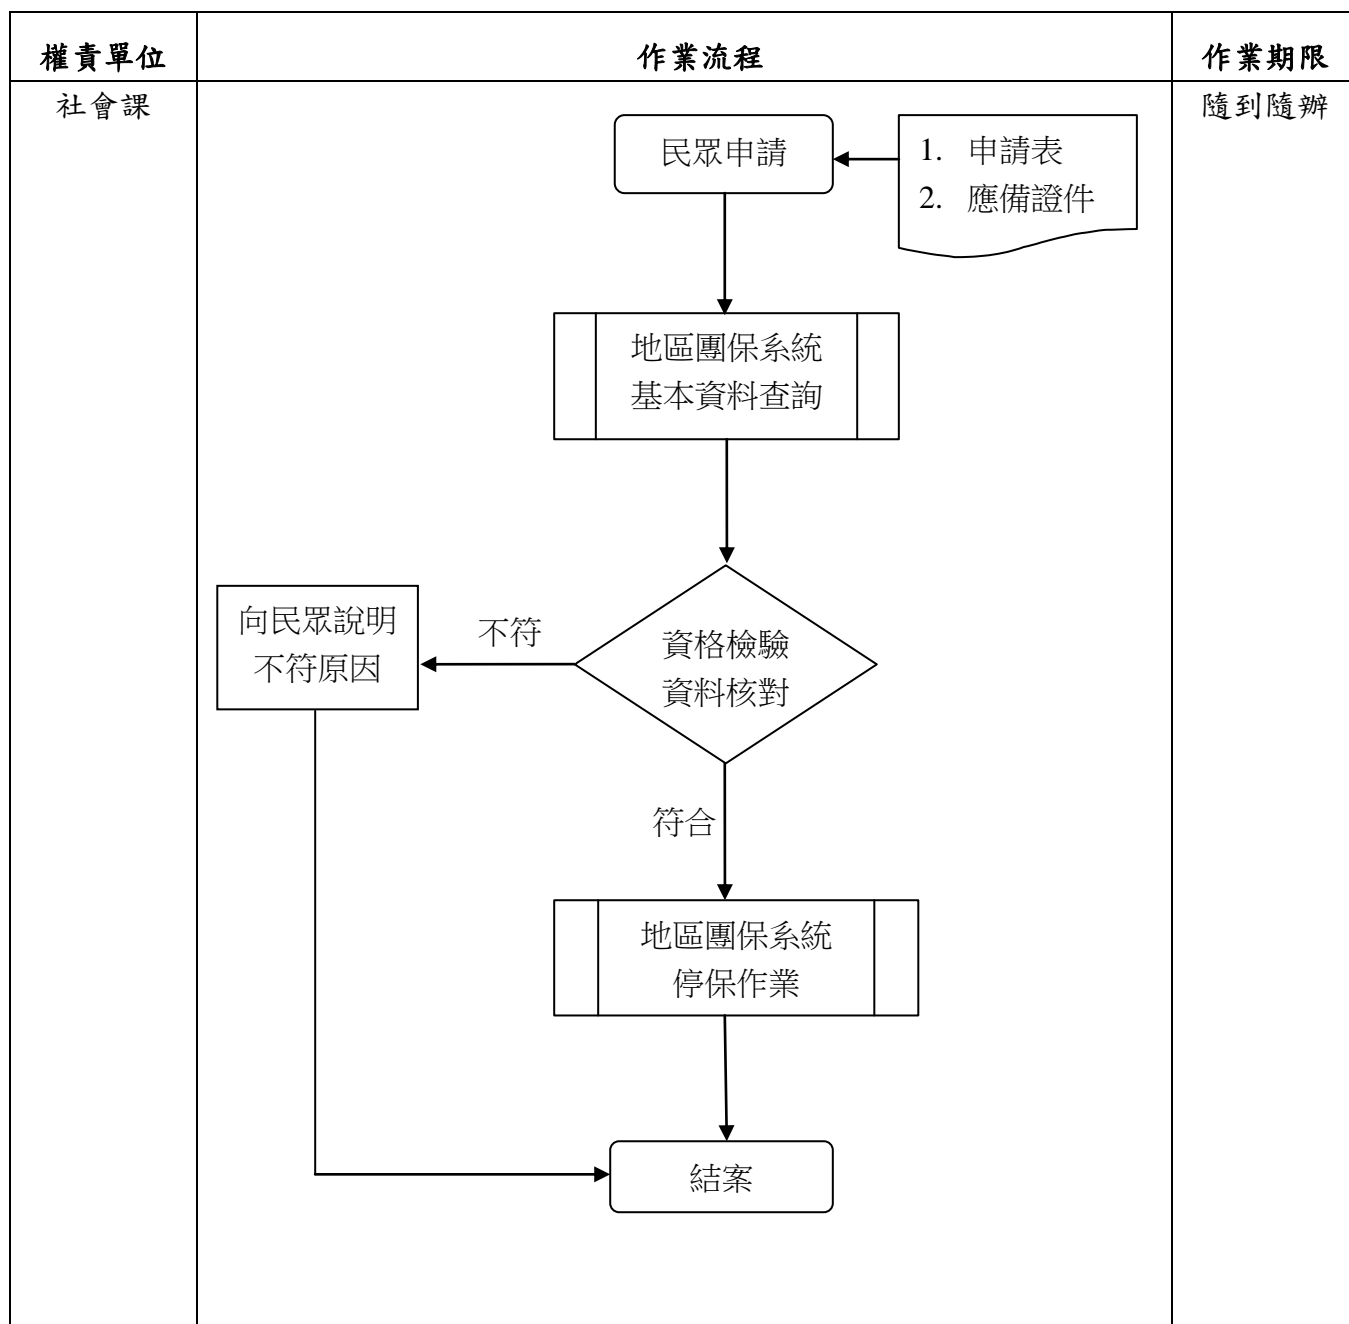 權責單位
作業流程
作業期限
社會課
隨到隨辦
民眾申請
1. 申請表
2. 應備證件
地區團保系統
基本資料查詢
資格檢驗
資料核對
不符
向民眾說明
不符原因
符合
地區團保系統
停保作業
結案